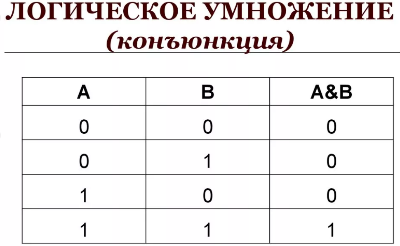 ЛОГИЧЕСКОЕ УМНОЖЕНИЕ
(конъюнкция)
A B A&B
0 0 0
0 1 0
1 0 0
1 1 1